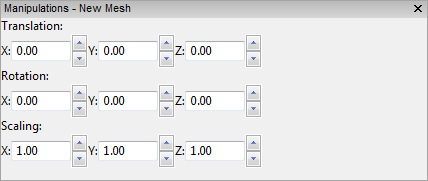 Manipulations - New Mesh
Translation:
X: 0.00 Y: 0.00 Z: 0.00
Rotation:
X: 0.00 Y: 0.00 Z: 0.00
Scaling:
X: 1.00 Y: 1.00 Z: 1.00